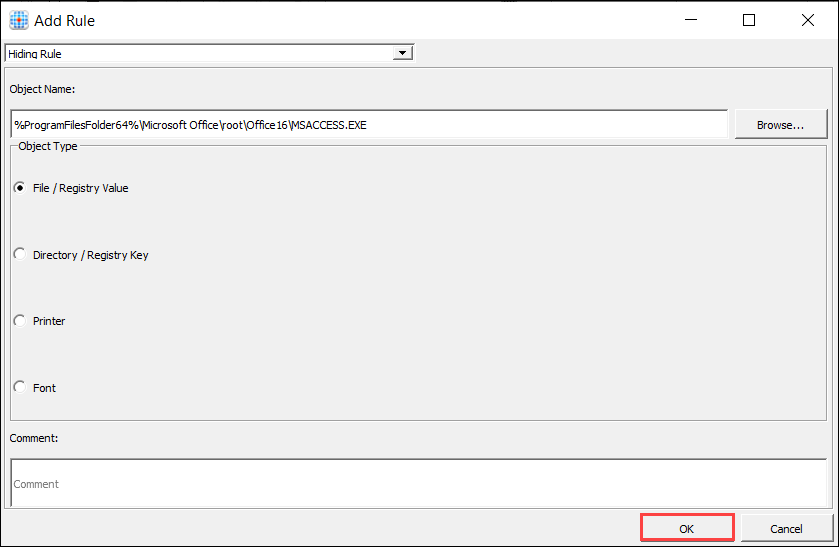 Add Rule
Hiding Rule
Object Name:
%ProgramFilesFolder64%\Microsoft Office\root\Office16\MSACCESS.EXE
Browse...
Object Type
File / Registry Value
Directory / Registry Key
Printer
Font
Comment:
Comment
OK
Cancel